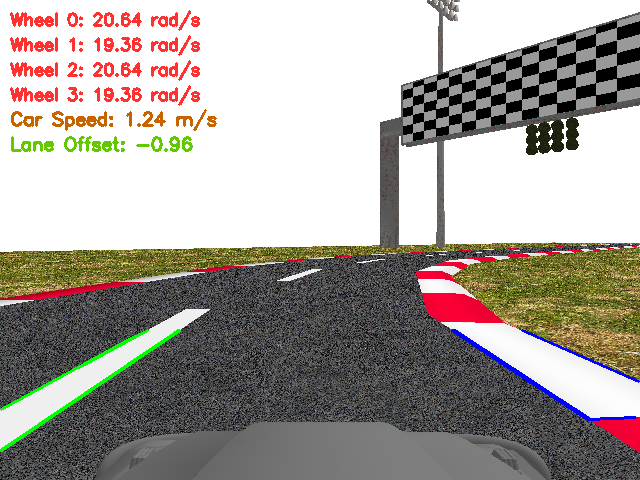 Wheel 0: 20.64 rad/s
Wheel 1: 19.36 rad/s
Wheel 2: 20.64 rad/s
Wheel 3: 19.36 rad/s
Car Speed: 1.24 m/s
Lane Offset: -0.96